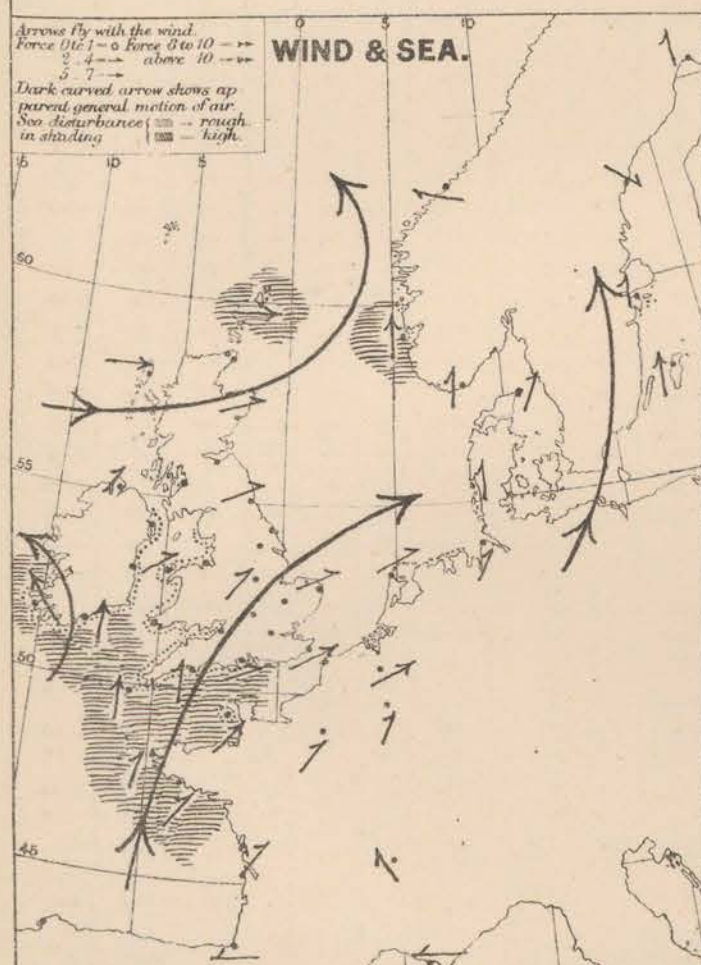 WIND & SEA.
Arrows fly with the wind.
Force 0 to 1 — o Force 8 to 10 —
2 . 4 — above 10 —
5 . 7 —
Dark curved arrow shows ap
parent general motion of air.
Sea disturbance { — rough
in shading — high.
0 5 10
15 10 5
60
55
50
45